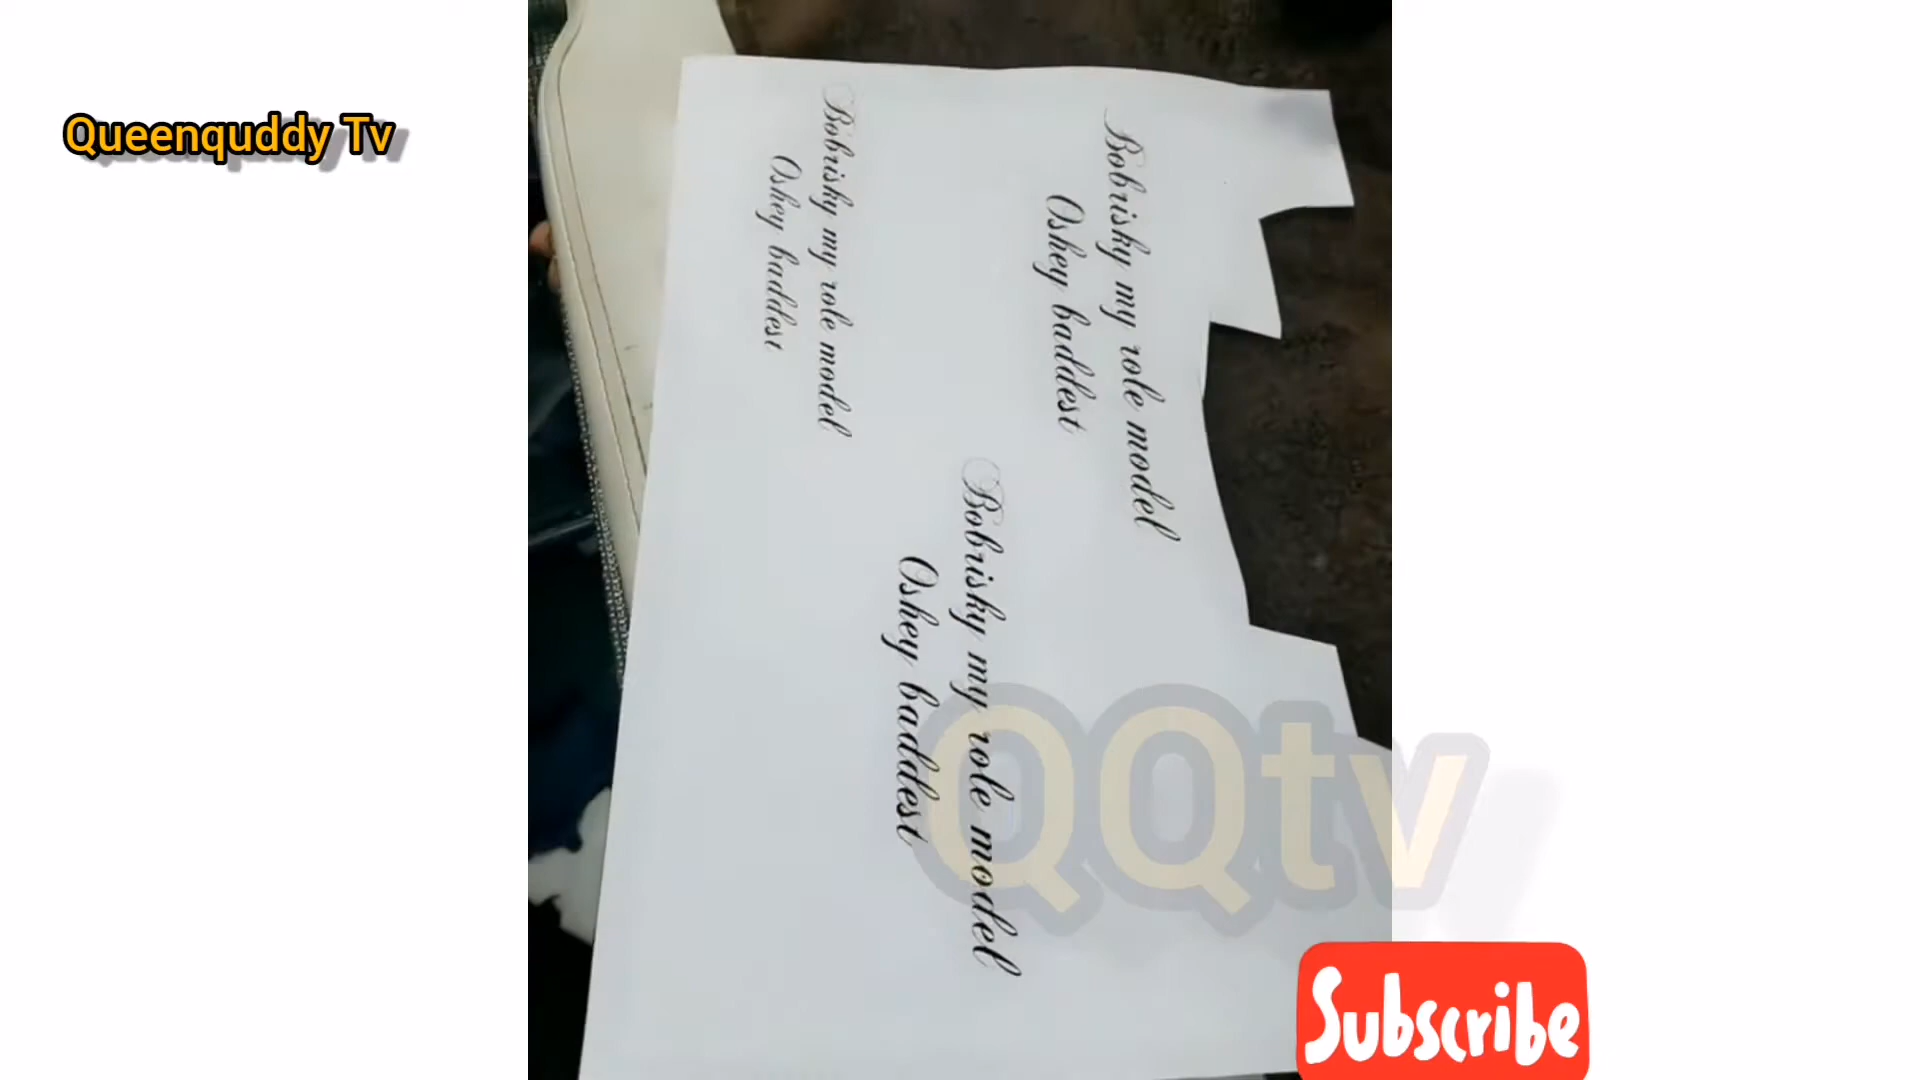 Queenquddy Tv
Bobrisky my role model
Oshey baddest
Bobrisky my role model
Oshey baddest
Bobrisky my role model
Oshey baddest
QQtv
Subscribe